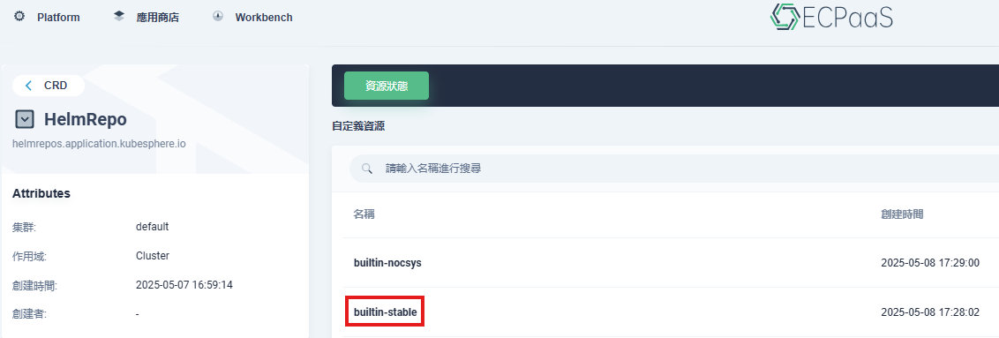 Platform
應用商店
Workbench
ECPaaS
CRD
HelmRepo
helmrepos.application.kubesphere.io
Attributes
集群: default
作用域: Cluster
創建時間: 2025-05-07 16:59:14
創建者: -
資源狀態
自定義資源
請輸入名稱進行搜尋
名稱 創建時間
builtin-nocsys 2025-05-08 17:29:00
builtin-stable 2025-05-08 17:28:02